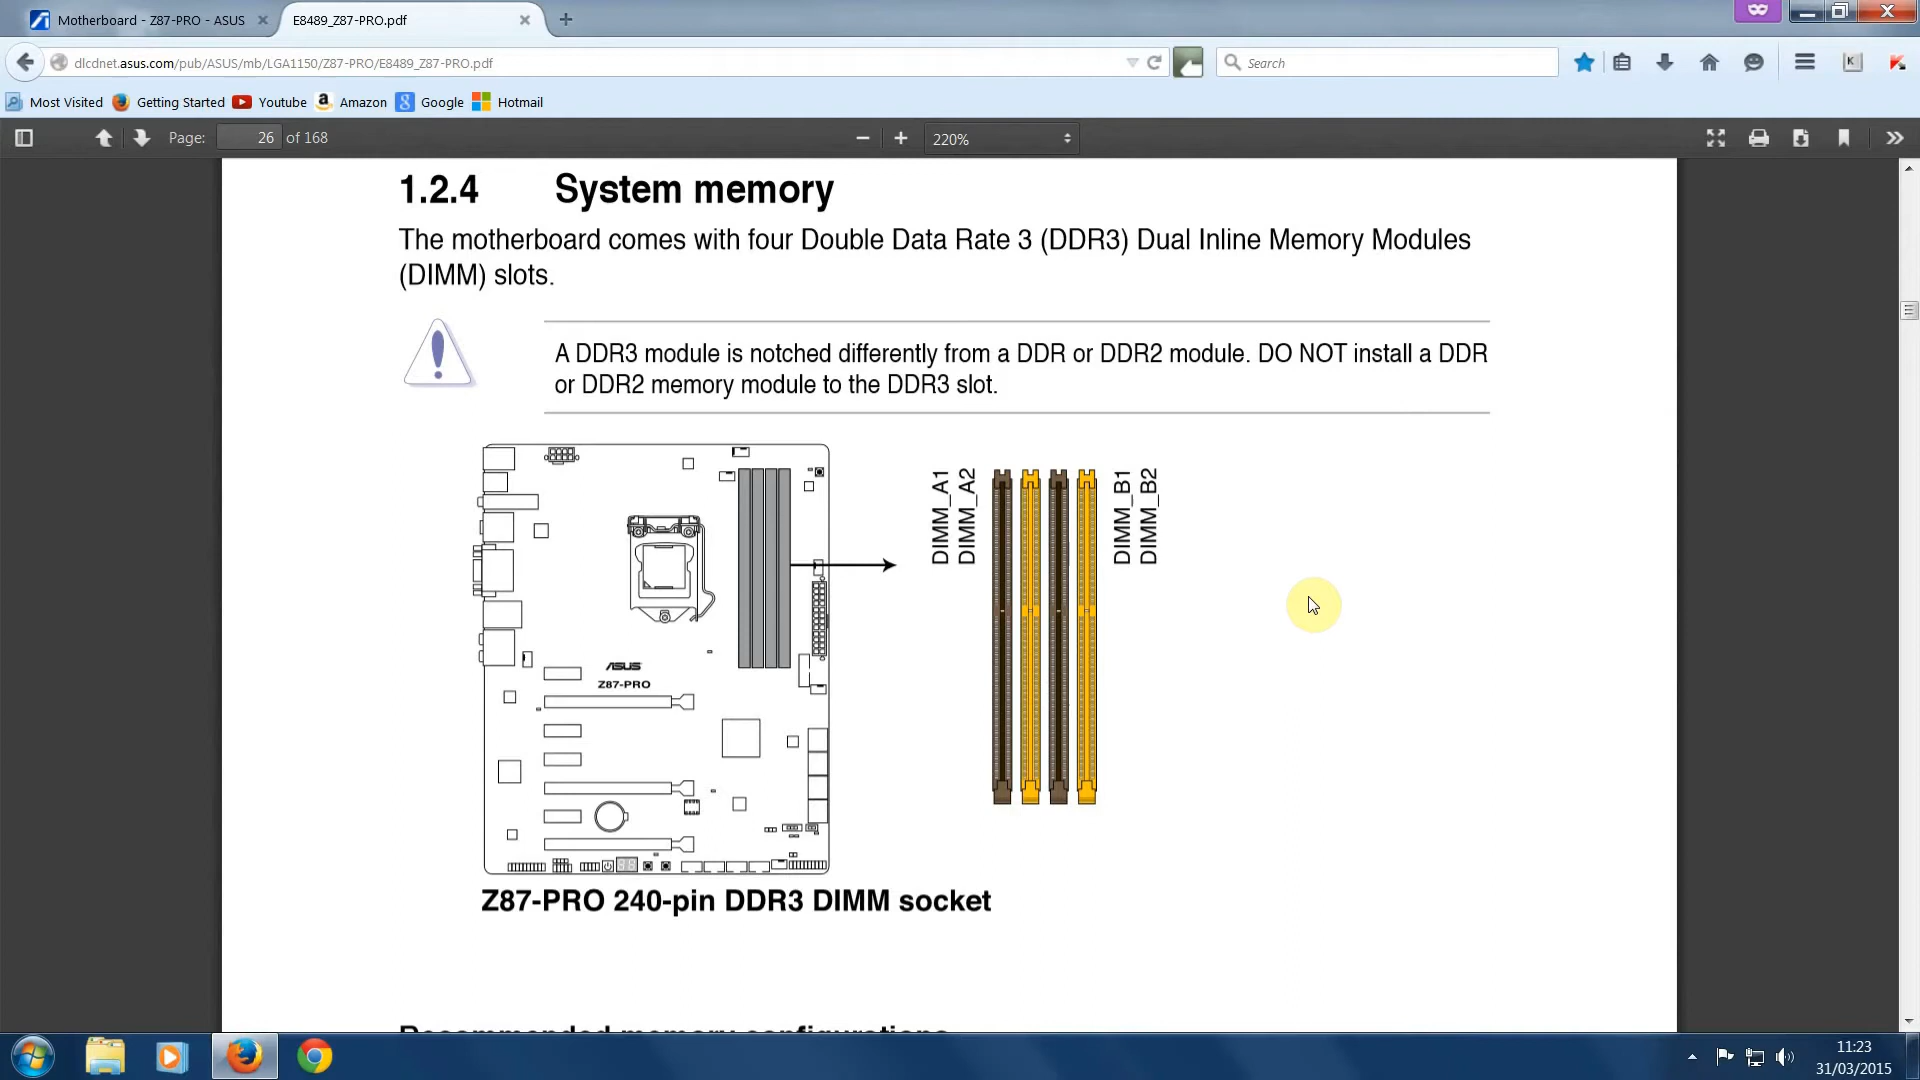 Motherboard - Z87-PRO - ASUS
E8489_Z87-PRO.pdf
dlcdnet.asus.com/pub/ASUS/mb/LGA1150/Z87-PRO/E8489_Z87-PRO.pdf
Search
Most Visited
Getting Started
Youtube
Amazon
Google
Hotmail
Page: 26 of 168
220%
1.2.4 System memory
The motherboard comes with four Double Data Rate 3 (DDR3) Dual Inline Memory Modules
(DIMM) slots.
A DDR3 module is notched differently from a DDR or DDR2 module. DO NOT install a DDR
or DDR2 memory module to the DDR3 slot.
DIMM_A1
DIMM_A2
DIMM_B1
DIMM_B2
ASUS
Z87-PRO
Z87-PRO 240-pin DDR3 DIMM socket
Recommended memory configurations
11:23
31/03/2015